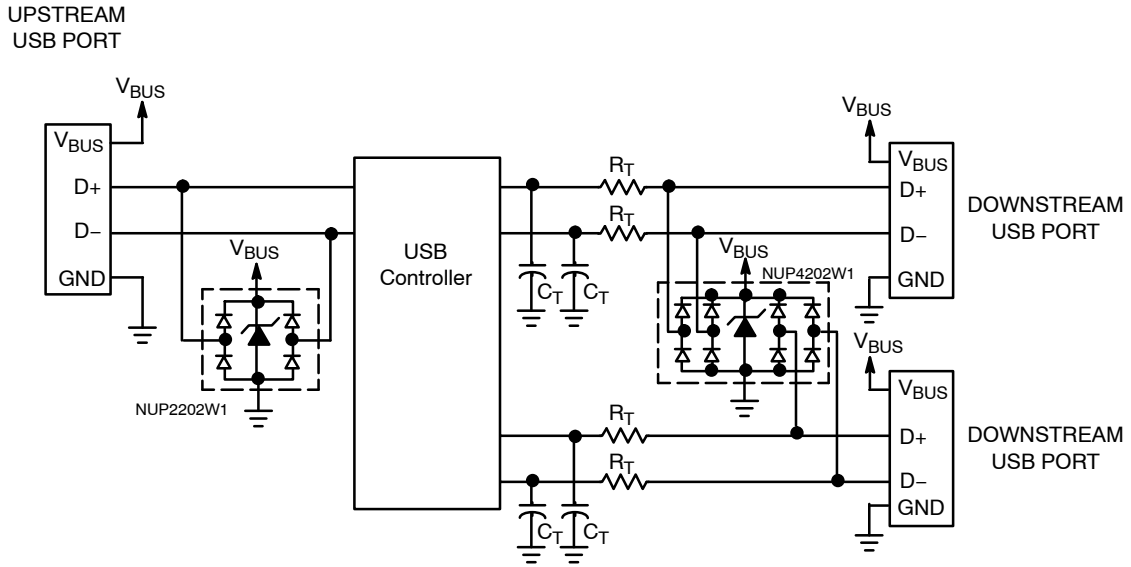 UPSTREAM
USB PORT
VBUS
VBUS
D+
D−
GND
VBUS
NUP2202W1
USB
Controller
RT
RT
CT
CT
VBUS
NUP4202W1
VBUS
VBUS
D+
D−
GND
DOWNSTREAM
USB PORT
RT
RT
CT
CT
VBUS
VBUS
D+
D−
GND
DOWNSTREAM
USB PORT